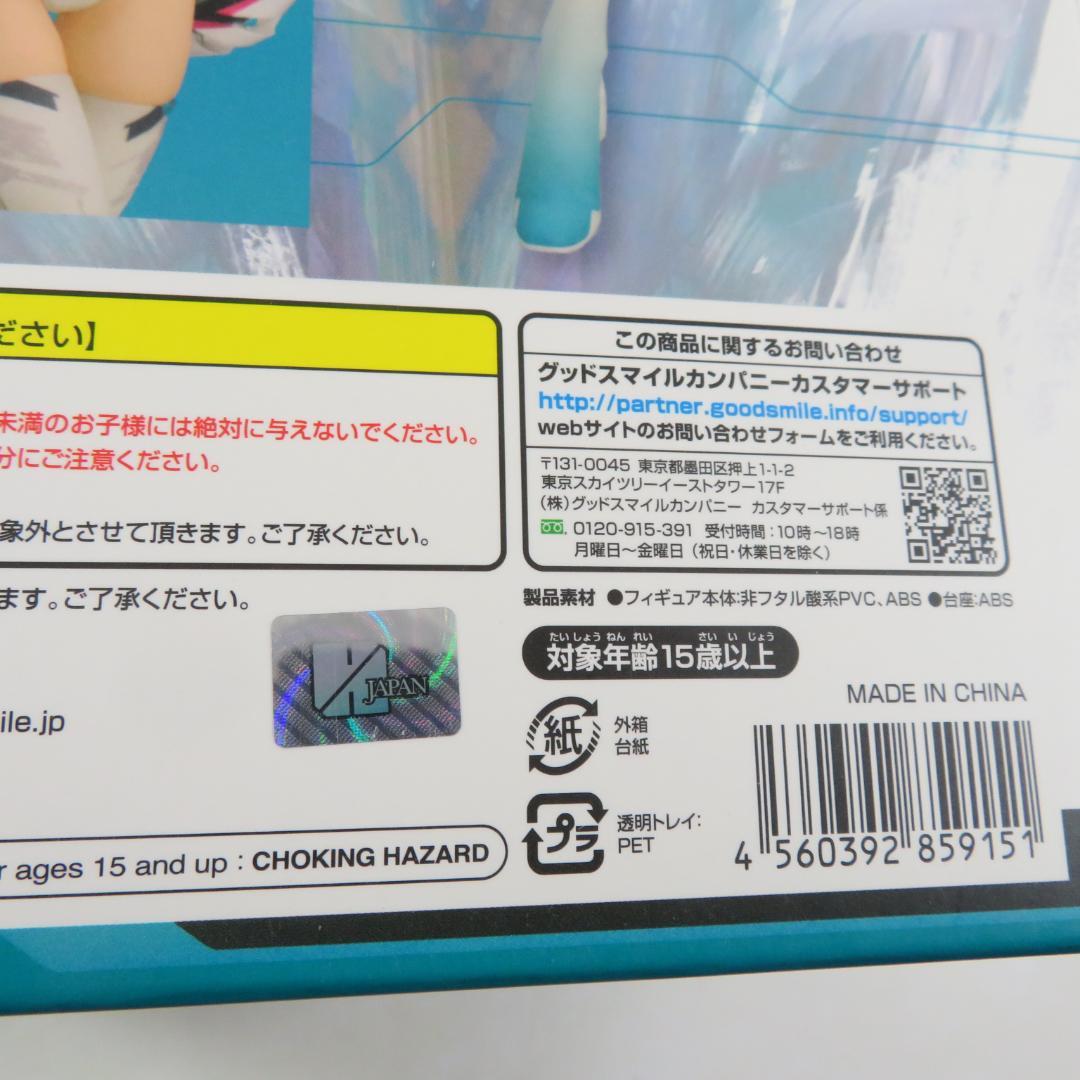 ださい】
未満のお子様には絶対に与えないでください。
分にご注意ください。
象外とさせて頂きます。ご了承ください。
ます。ご了承ください。
ile.jp
JAPAN
r ages 15 and up : CHOKING HAZARD
この商品に関するお問い合わせ
グッドスマイルカンパニーカスタマーサポート
http://partner.goodsmile.info/support/
webサイトのお問い合わせフォームをご利用ください。
〒131-0045 東京都墨田区押上1-1-2
東京スカイツリーイーストタワー17F
(株)グッドスマイルカンパニー カスタマーサポート係
0120-915-391 受付時間：10時～18時
月曜日～金曜日（祝日・休業日を除く）
製品素材 ●フィギュア本体:非フタル酸系PVC、ABS ●台座:ABS
たいしょう ねん れい さい い じょう
対象年齢15歳以上
MADE IN CHINA
紙
外箱
台紙
プラ
透明トレイ:
PET
4 560392 859151